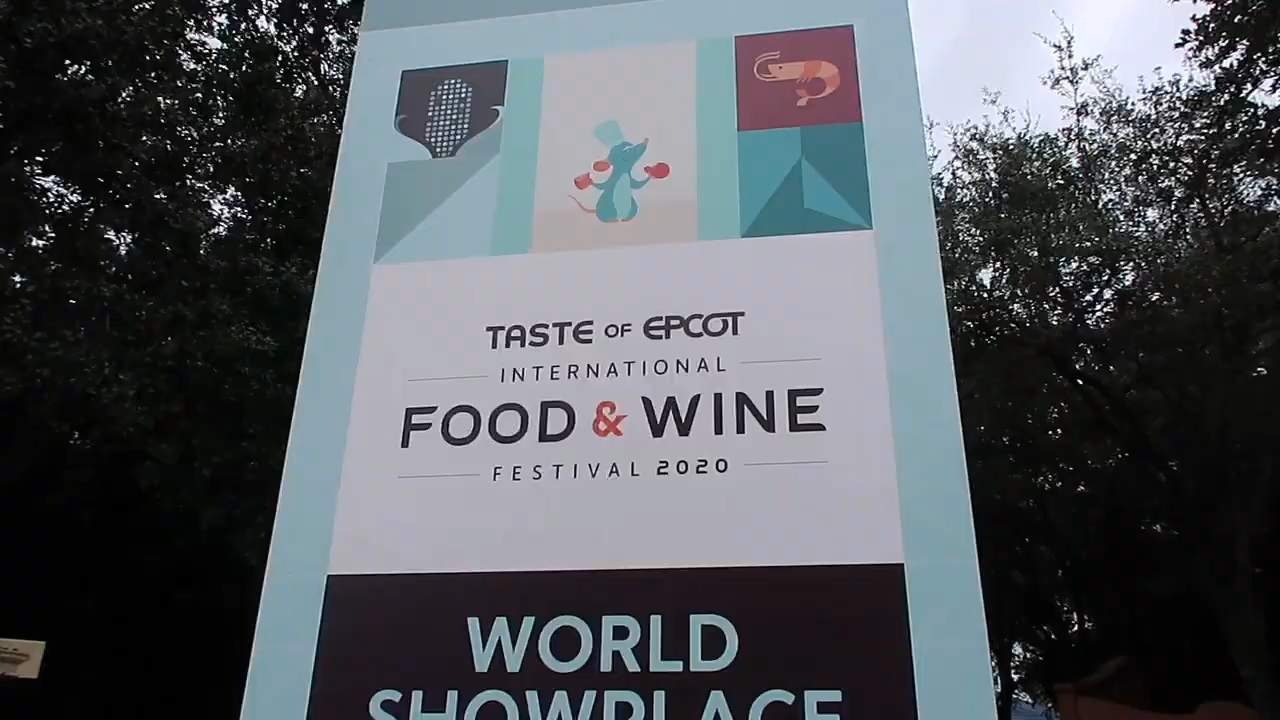 TASTE OF EPCOT
INTERNATIONAL
FOOD & WINE
FESTIVAL 2020
WORLD
SHOWPLACE